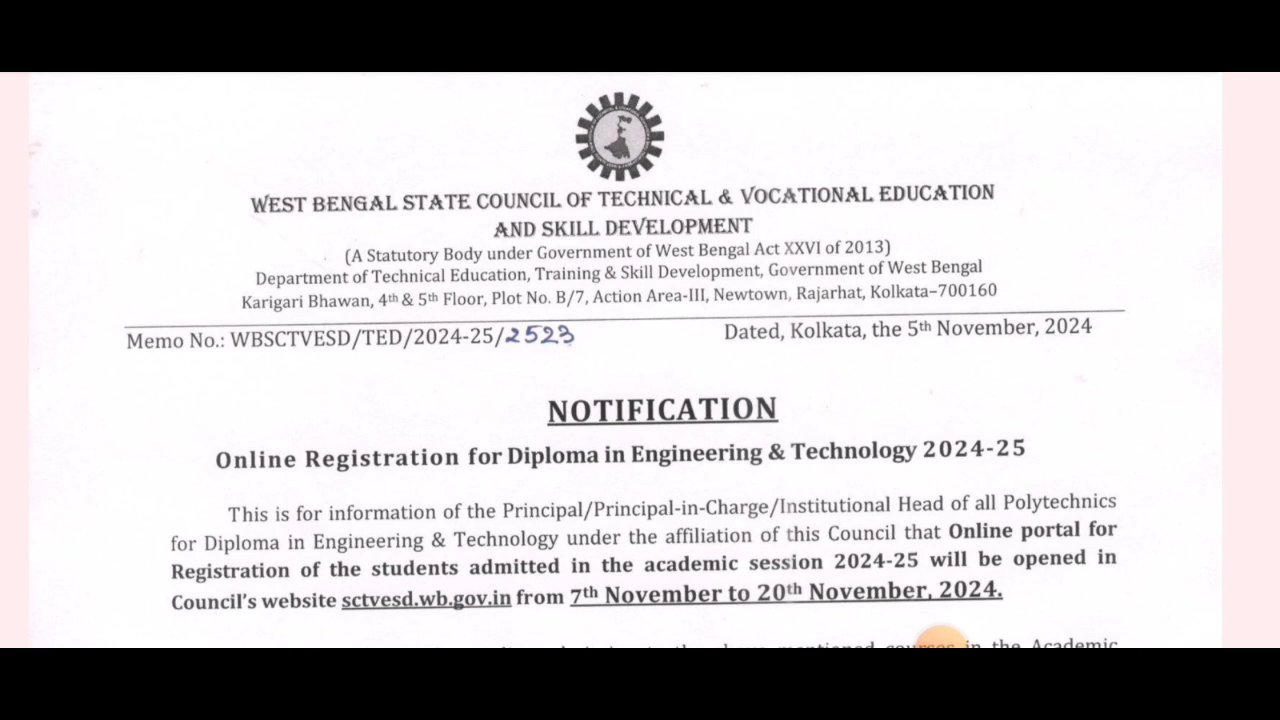 WEST BENGAL STATE COUNCIL OF TECHNICAL & VOCATIONAL EDUCATION
AND SKILL DEVELOPMENT
(A Statutory Body under Government of West Bengal Act XXVI of 2013)
Department of Technical Education, Training & Skill Development, Government of West Bengal
Karigari Bhawan, 4th & 5th Floor, Plot No. B/7, Action Area-III, Newtown, Rajarhat, Kolkata–700160
Memo No.: WBSCTVESD/TED/2024-25/2523 Dated, Kolkata, the 5th November, 2024
NOTIFICATION
Online Registration for Diploma in Engineering & Technology 2024-25
This is for information of the Principal/Principal-in-Charge/Institutional Head of all Polytechnics
for Diploma in Engineering & Technology under the affiliation of this Council that Online portal for
Registration of the students admitted in the academic session 2024-25 will be opened in
Council's website sctvesd.wb.gov.in from 7th November to 20th November, 2024.
mentioned courses in the Academic